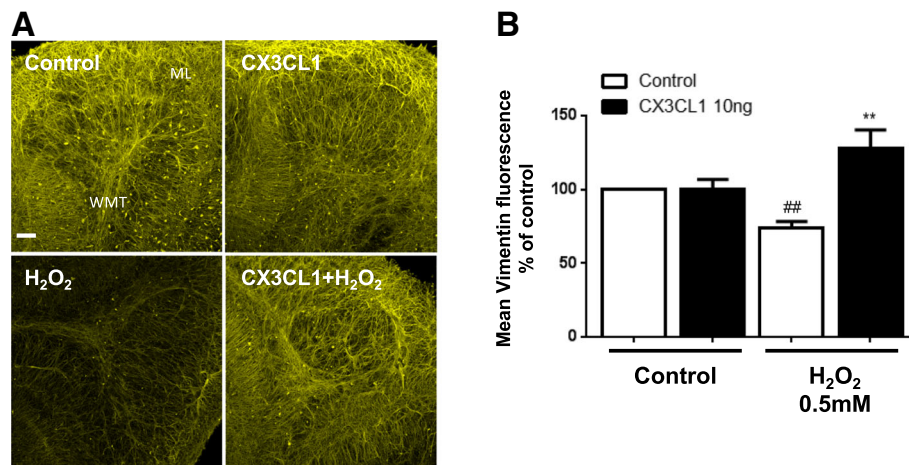 A
Control
ML
WMT
CX3CL1
H₂O₂
CX3CL1+H₂O₂
B
Control
CX3CL1 10ng
Mean Vimentin fluorescence
% of control
150
100
50
0
##
**
Control
H₂O₂
0.5mM